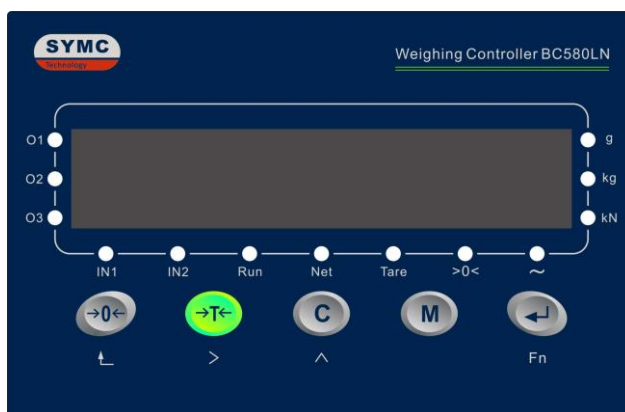 SYMC
Technology
Weighing Controller BC580LN
O1
g
O2
kg
O3
kN
IN1 IN2 Run Net Tare >0< ~
→0← →T← C M ↵
> ^ Fn